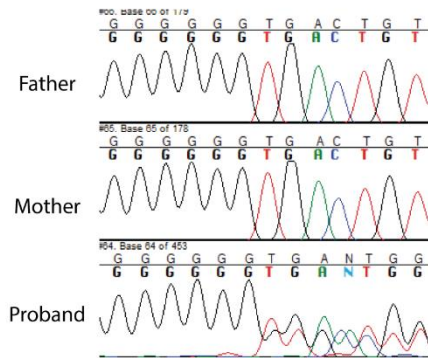 #66. Base 66 of 179
G G G G G G T G A C T G T
G G G G G G T G A C T G T
Father
#65. Base 65 of 178
G G G G G G T G A C T G T
G G G G G G T G A C T G T
Mother
#64. Base 64 of 453
G G G G G G T G A N T G G
G G G G G G T G A N T G G
Proband